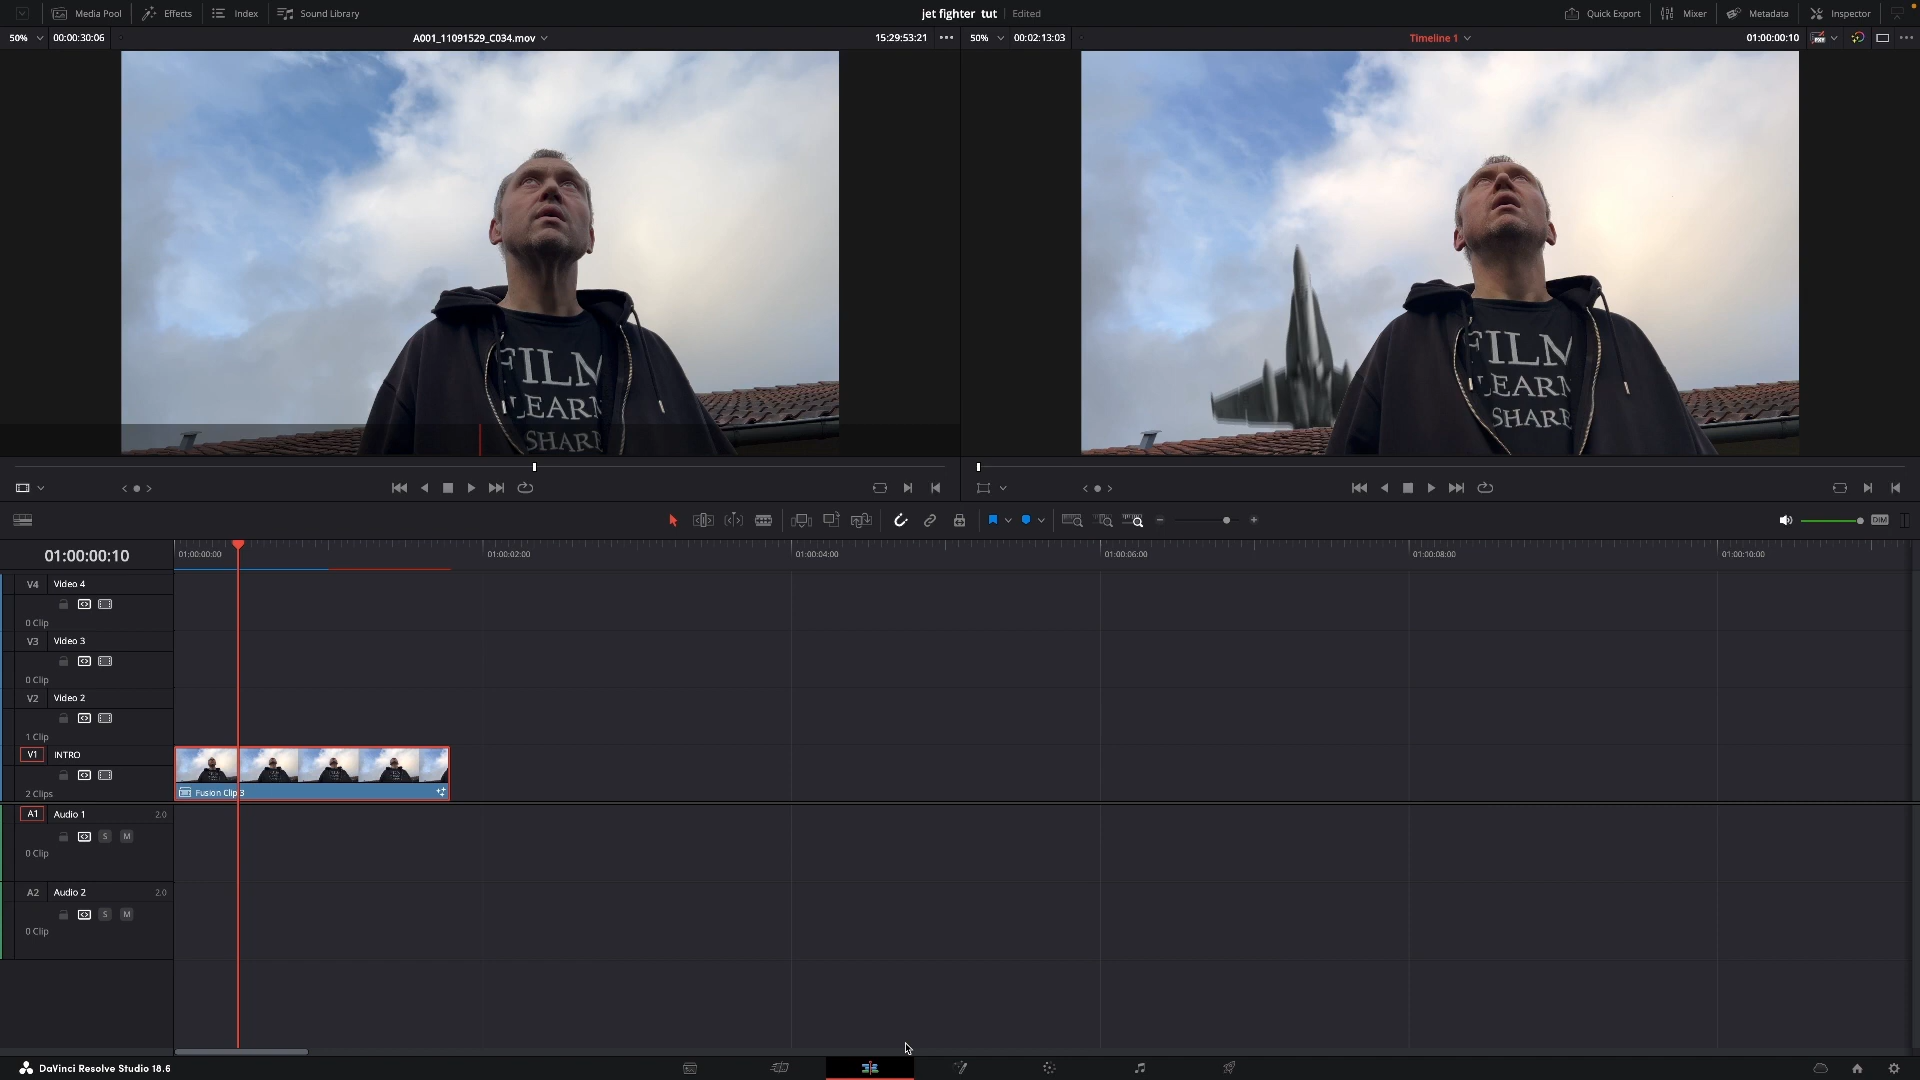 Media Pool Effects Index Sound Library jet fighter tut Edited Quick Export Mixer Metadata Inspector
50% 00:00:30:06 A001_11091529_C034.mov 15:29:53:21 50% 00:02:13:03 Timeline 1 01:00:00:10
FILM
LEARN
SHARE
FILM
LEARN
SHARE
DIM
01:00:00:10 01:00:00:00 01:00:02:00 01:00:04:00 01:00:06:00 01:00:08:00 01:00:10:00
V4 Video 4
0 Clip
V3 Video 3
0 Clip
V2 Video 2
1 Clip
V1 INTRO
2 Clips
Fusion Clip 3
A1 Audio 1 2.0
S M
0 Clip
A2 Audio 2 2.0
S M
0 Clip
DaVinci Resolve Studio 18.6